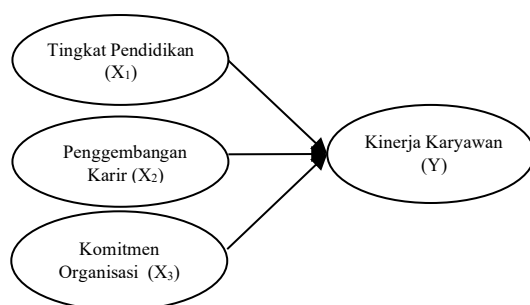 Tingkat Pendidikan
(X₁)
Penggembangan
Karir (X₂)
Komitmen
Organisasi (X₃)
Kinerja Karyawan
(Y)